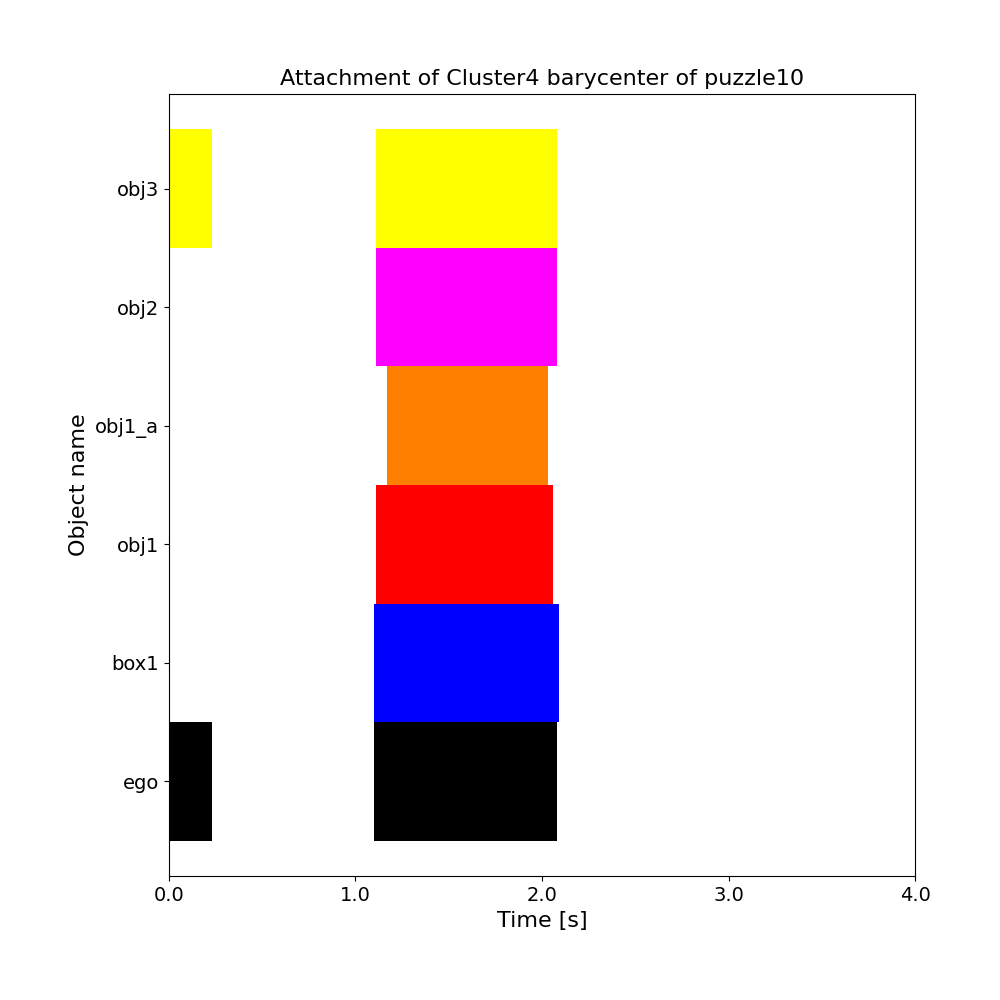 Attachment of Cluster4 barycenter of puzzle10
obj3
obj2
obj1_a
obj1
box1
ego
Object name
0.0 1.0 2.0 3.0 4.0
Time [s]